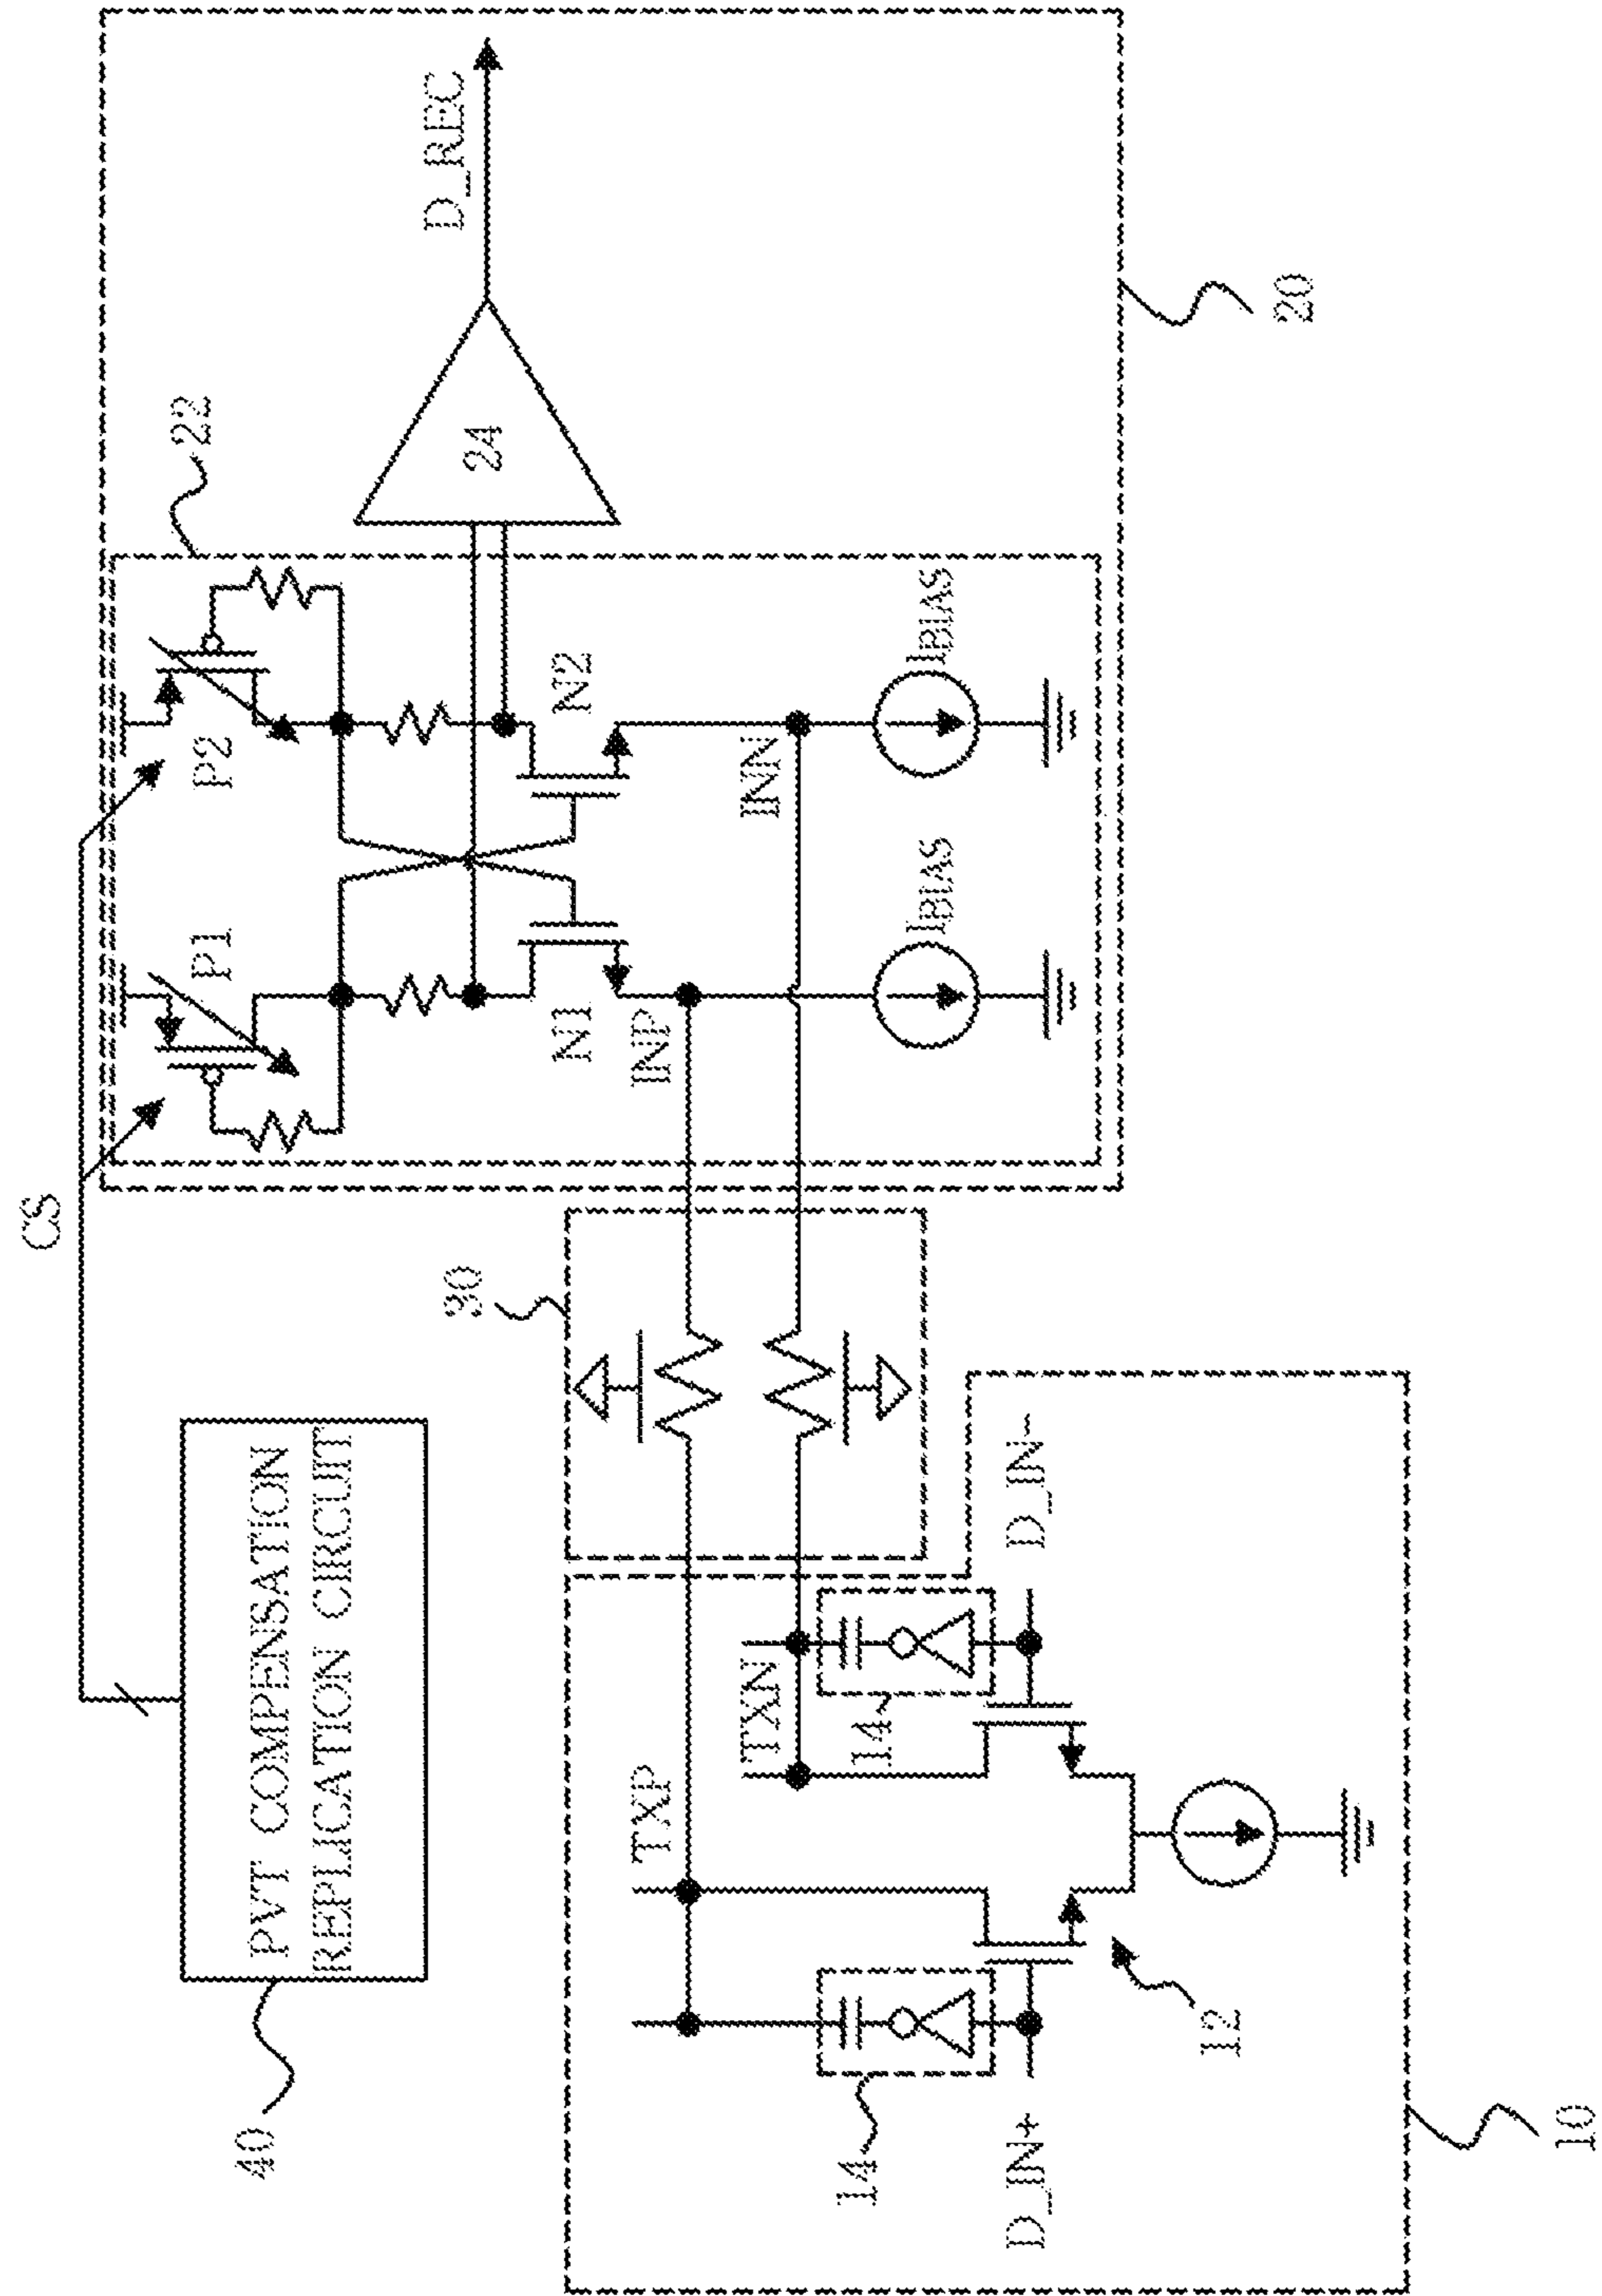 CS
22
P1
P2
D_REC
24
40
PVT COMPENSATION
REPLICATION CIRCUIT
30
N1
N2
INP
INN
TXP
TXN
IBIAS
IBIAS
14
14
D_IN+
D_IN-
12
20
10